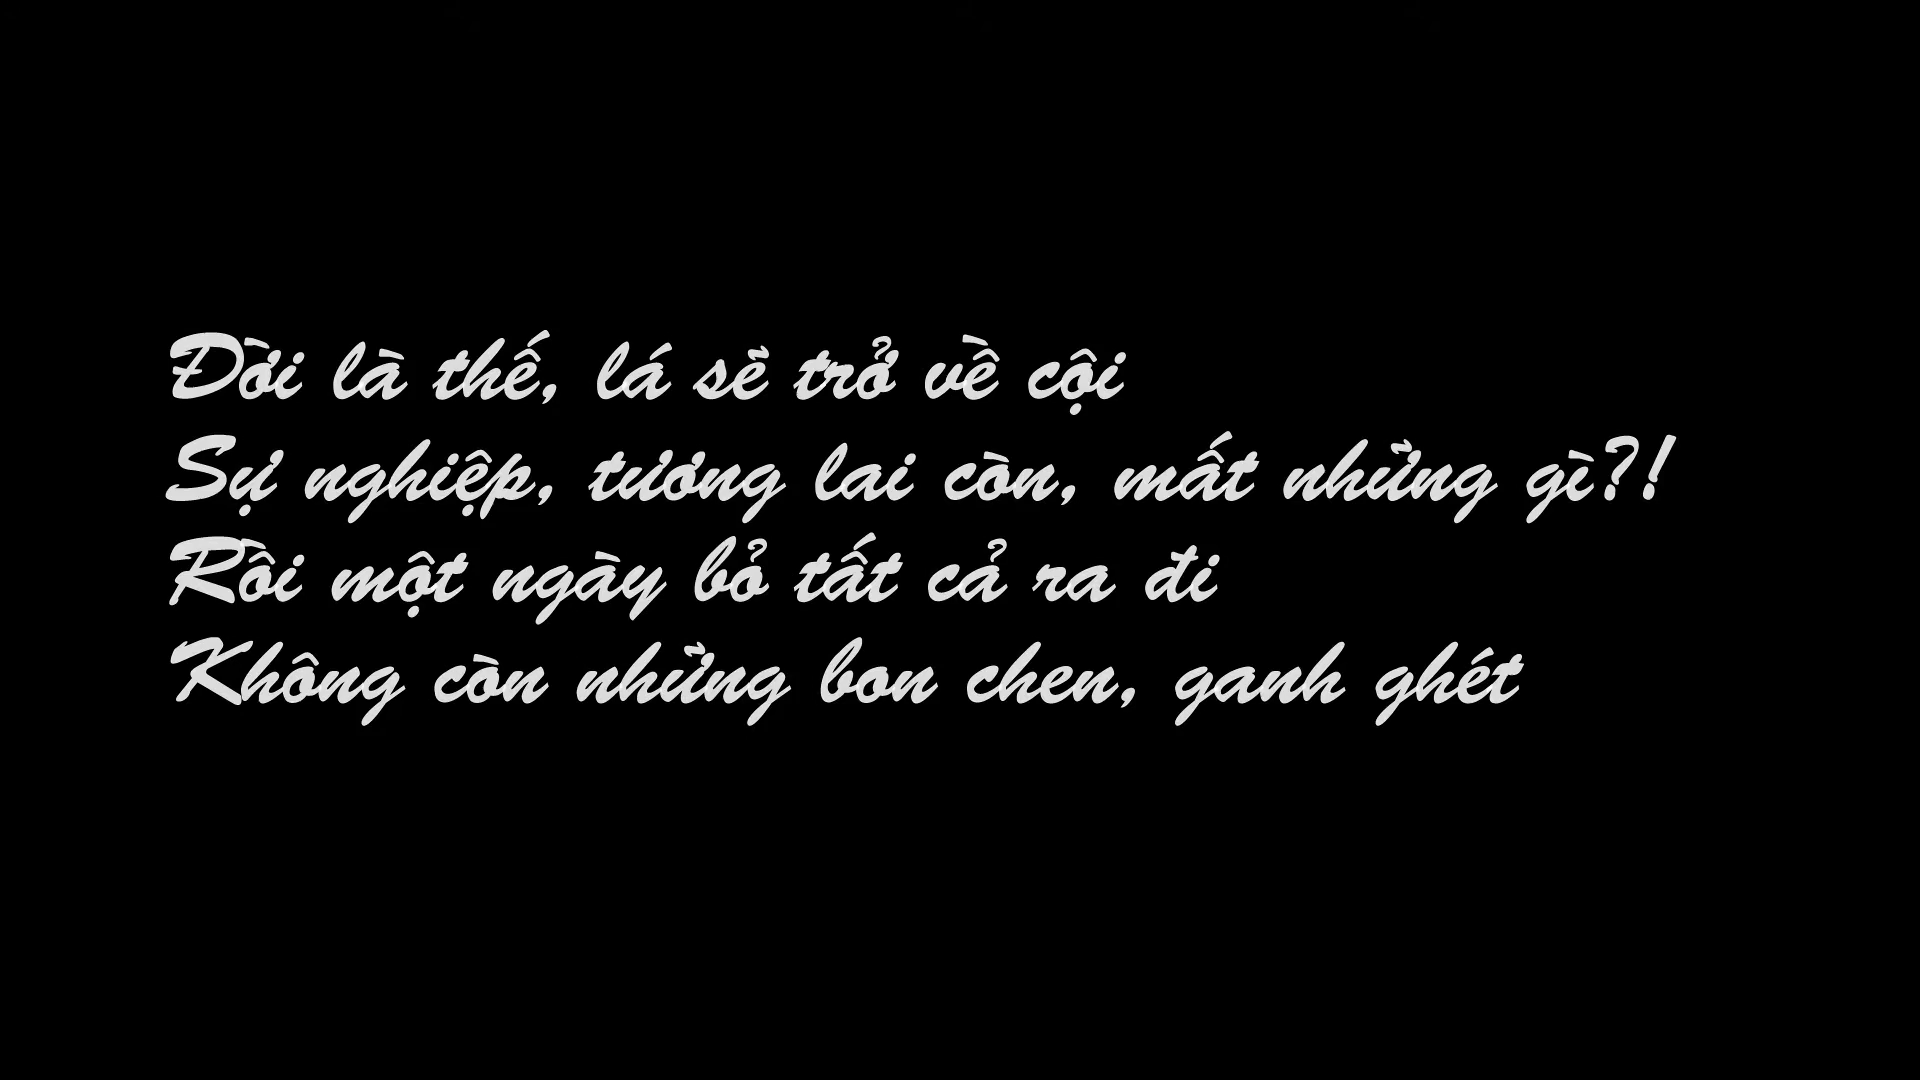 Đời là thế, lá sẽ trở về cội
Sự nghiệp, tương lai còn, mất những gì?!
Rồi một ngày bỏ tất cả ra đi
Không còn những bon chen, ganh ghét